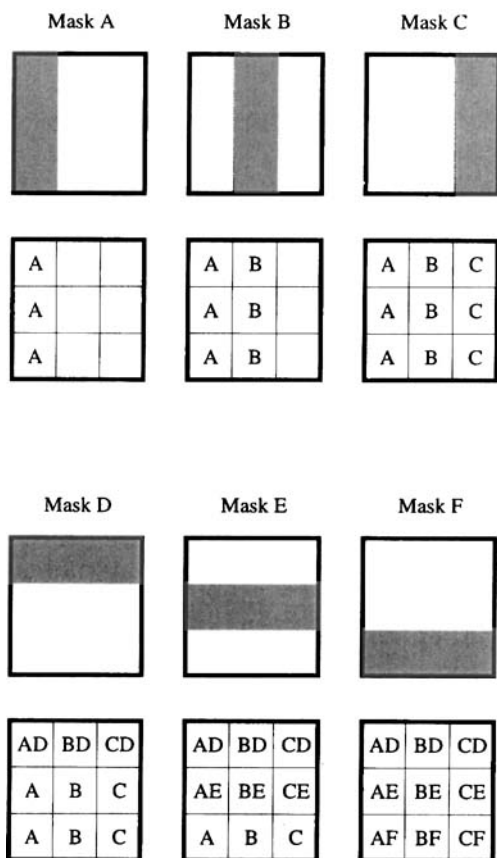 Mask A Mask B Mask C
A A B A B C
A A B A B C
A A B A B C
Mask D Mask E Mask F
AD BD CD AD BD CD AD BD CD
A B C AE BE CE AE BE CE
A B C A B C AF BF CF